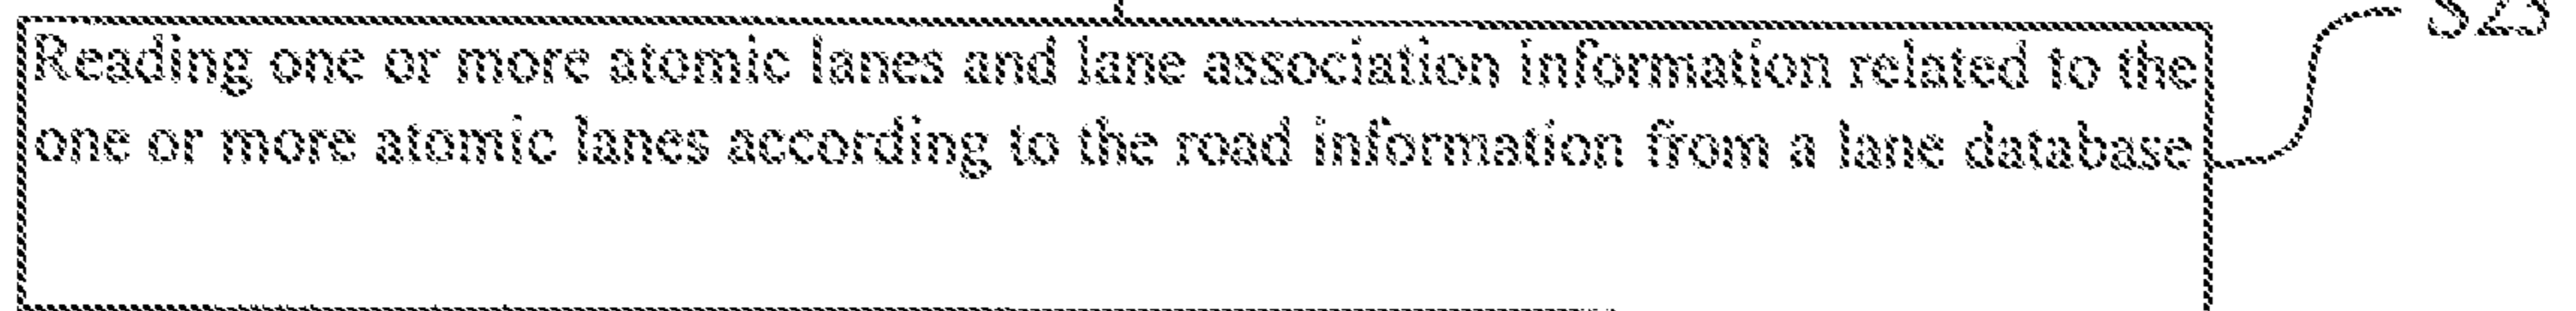 Reading one or more atomic lanes and lane association information related to the
one or more atomic lanes according to the road information from a lane database
S23